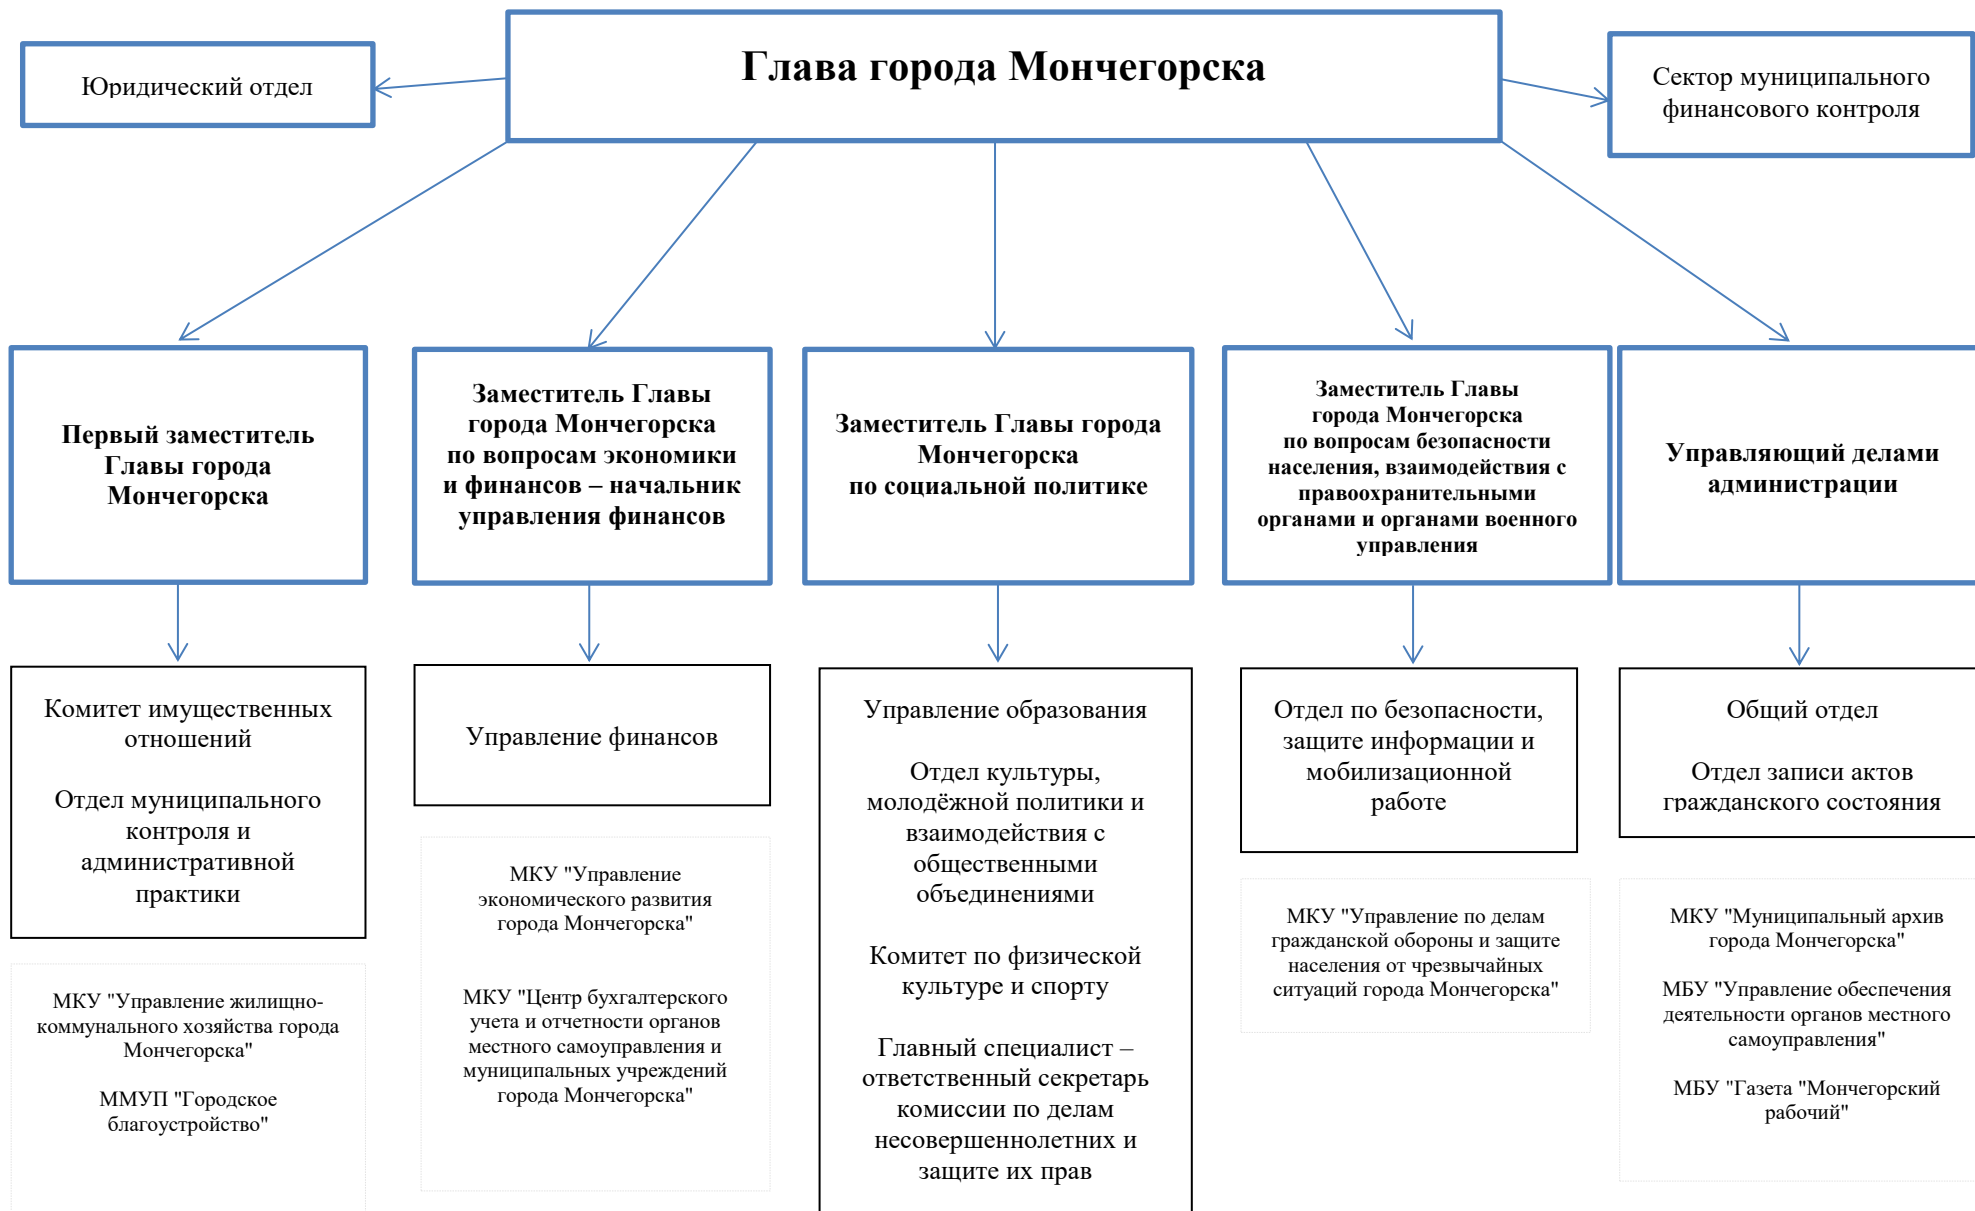 Глава города Мончегорска
Юридический отдел
Сектор муниципального
финансового контроля
Первый заместитель
Главы города
Мончегорска
Заместитель Главы
города Мончегорска
по вопросам экономики
и финансов – начальник
управления финансов
Заместитель Главы города
Мончегорска
по социальной политике
Заместитель Главы
города Мончегорска
по вопросам безопасности
населения, взаимодействия с
правоохранительными
органами и органами военного
управления
Управляющий делами
администрации
Комитет имущественных
отношений
Отдел муниципального
контроля и
административной
практики
МКУ "Управление жилищно-
коммунального хозяйства города
Мончегорска"
ММУП "Городское
благоустройство"
Управление финансов
МКУ "Управление
экономического развития
города Мончегорска"
МКУ "Центр бухгалтерского
учета и отчетности органов
местного самоуправления и
муниципальных учреждений
города Мончегорска"
Управление образования
Отдел культуры,
молодёжной политики и
взаимодействия с
общественными
объединениями
Комитет по физической
культуре и спорту
Главный специалист –
ответственный секретарь
комиссии по делам
несовершеннолетних и
защите их прав
Отдел по безопасности,
защите информации и
мобилизационной
работе
МКУ "Управление по делам
гражданской обороны и защите
населения от чрезвычайных
ситуаций города Мончегорска"
Общий отдел
Отдел записи актов
гражданского состояния
МКУ "Муниципальный архив
города Мончегорска"
МБУ "Управление обеспечения
деятельности органов местного
самоуправления"
МБУ "Газета "Мончегорский
рабочий"